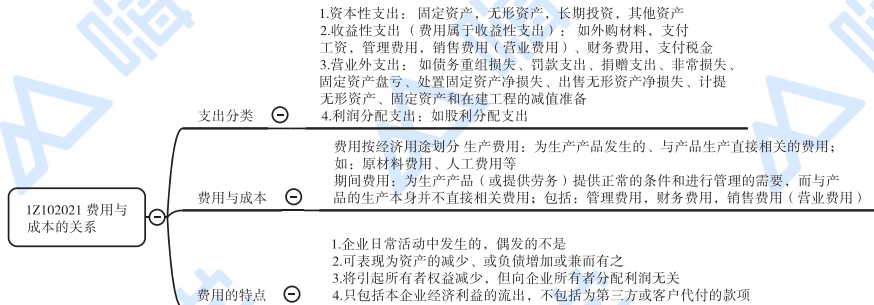 1.资本性支出：固定资产，无形资产，长期投资，其他资产
2.收益性支出（费用属于收益性支出）：如外购材料，支付
工资，管理费用，销售费用（营业费用）、财务费用，支付税金
3.营业外支出：如债务重组损失、罚款支出、捐赠支出、非常损失、
固定资产盘亏、处置固定资产净损失、出售无形资产净损失、计提
无形资产、固定资产和在建工程的减值准备
支出分类
4.利润分配支出：如股利分配支出
费用按经济用途划分 生产费用：为生产产品发生的、与产品生产直接相关的费用；
如：原材料费用、人工费用等
期间费用：为生产产品（或提供劳务）提供正常的条件和进行管理的需要，而与产
费用与成本
品的生产本身并不直接相关费用；包括：管理费用，财务费用，销售费用（营业费用）
1Z102021 费用与
成本的关系
1.企业日常活动中发生的，偶发的不是
2.可表现为资产的减少、或负债增加或兼而有之
3.将引起所有者权益减少，但向企业所有者分配利润无关
费用的特点
4.只包括本企业经济利益的流出，不包括为第三方或客户代付的款项